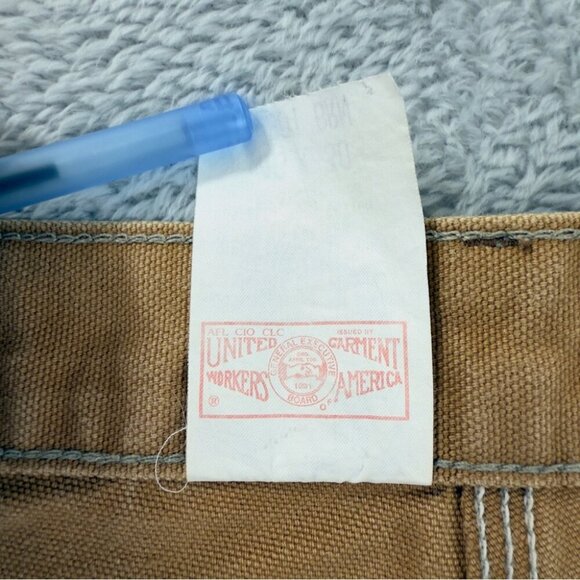 AFL CIO CLC ISSUED BY
UNITED GARMENT
WORKERS OF AMERICA
GENERAL EXECUTIVE
BOARD
®